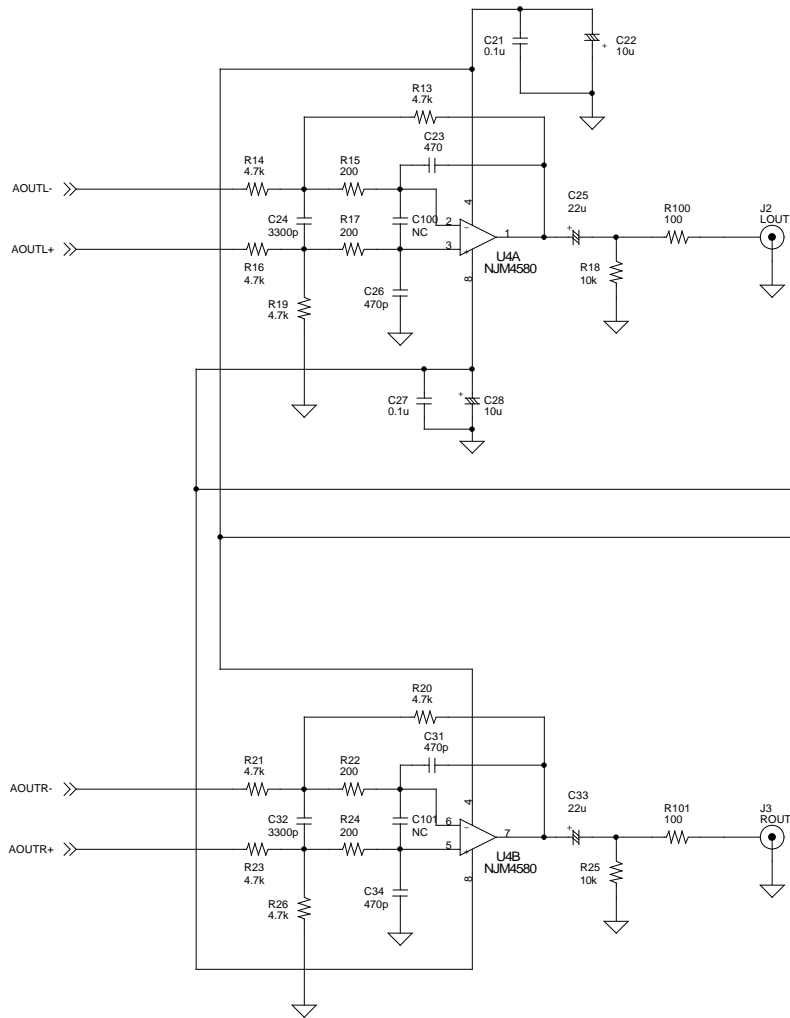 C21
0.1u
+
C22
10u
R13
4.7k
C23
470
R14
4.7k
R15
200
AOUTL-
4
C24
3300p
R17
200
C100
NC
2
-
3
+
1
U4A
NJM4580
8
C25
+
22u
R100
100
J2
LOUT
AOUTL+
R16
4.7k
R18
10k
C26
470p
R19
4.7k
C27
0.1u
+
C28
10u
R20
4.7k
C31
470p
R21
4.7k
R22
200
AOUTR-
4
C32
3300p
R24
200
C101
NC
6
-
5
+
7
U4B
NJM4580
8
C33
+
22u
R101
100
J3
ROUT
AOUTR+
R23
4.7k
R25
10k
C34
470p
R26
4.7k